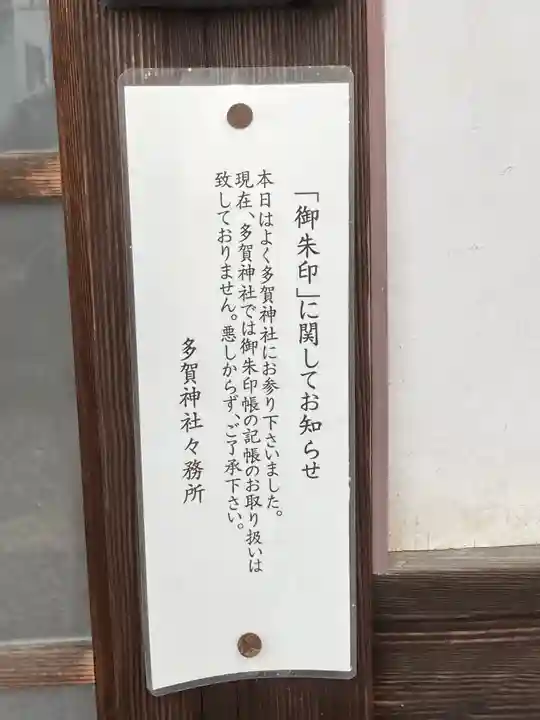 「御朱印」に関してお知らせ
本日はよく多賀神社にお参り下さいました。
現在、多賀神社では御朱印帳の記帳のお取り扱いは
致しておりません。悪しからず、ご了承下さい。
多賀神社々務所